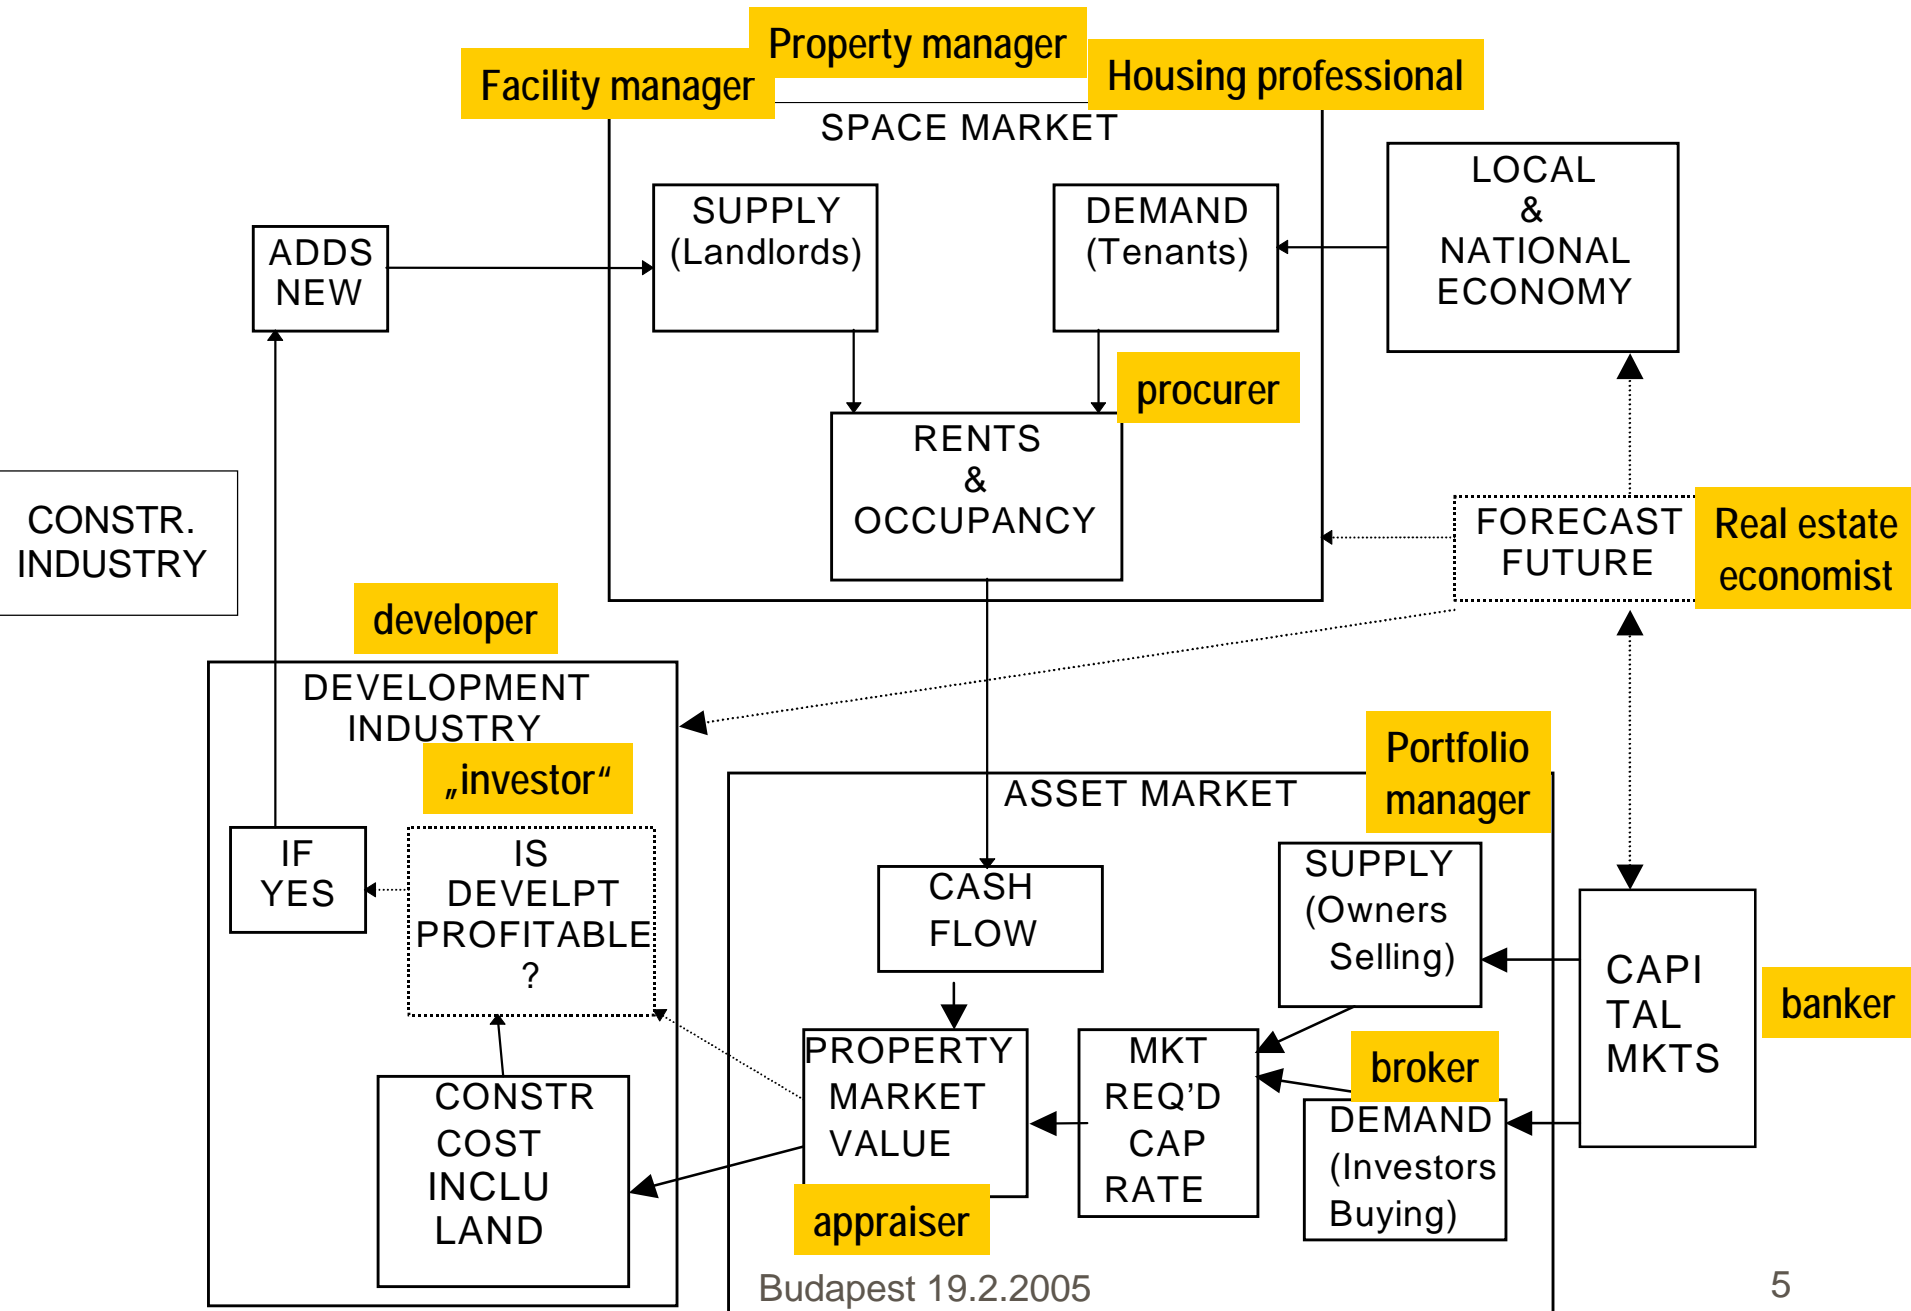 Property manager
Facility manager
Housing professional
SPACE MARKET
SUPPLY
(Landlords)
DEMAND
(Tenants)
LOCAL
&
NATIONAL
ECONOMY
ADDS
NEW
procurer
RENTS
&
OCCUPANCY
CONSTR.
INDUSTRY
FORECAST
FUTURE
Real estate
economist
developer
DEVELOPMENT
INDUSTRY
„investor“
IF
YES
IS
DEVELPT
PROFITABLE
?
CONSTR
COST
INCLU
LAND
Portfolio
manager
ASSET MARKET
CASH
FLOW
SUPPLY
(Owners
Selling)
CAPI
TAL
MKTS
banker
PROPERTY
MARKET
VALUE
MKT
REQ’D
CAP
RATE
broker
DEMAND
(Investors
Buying)
appraiser
Budapest 19.2.2005
5